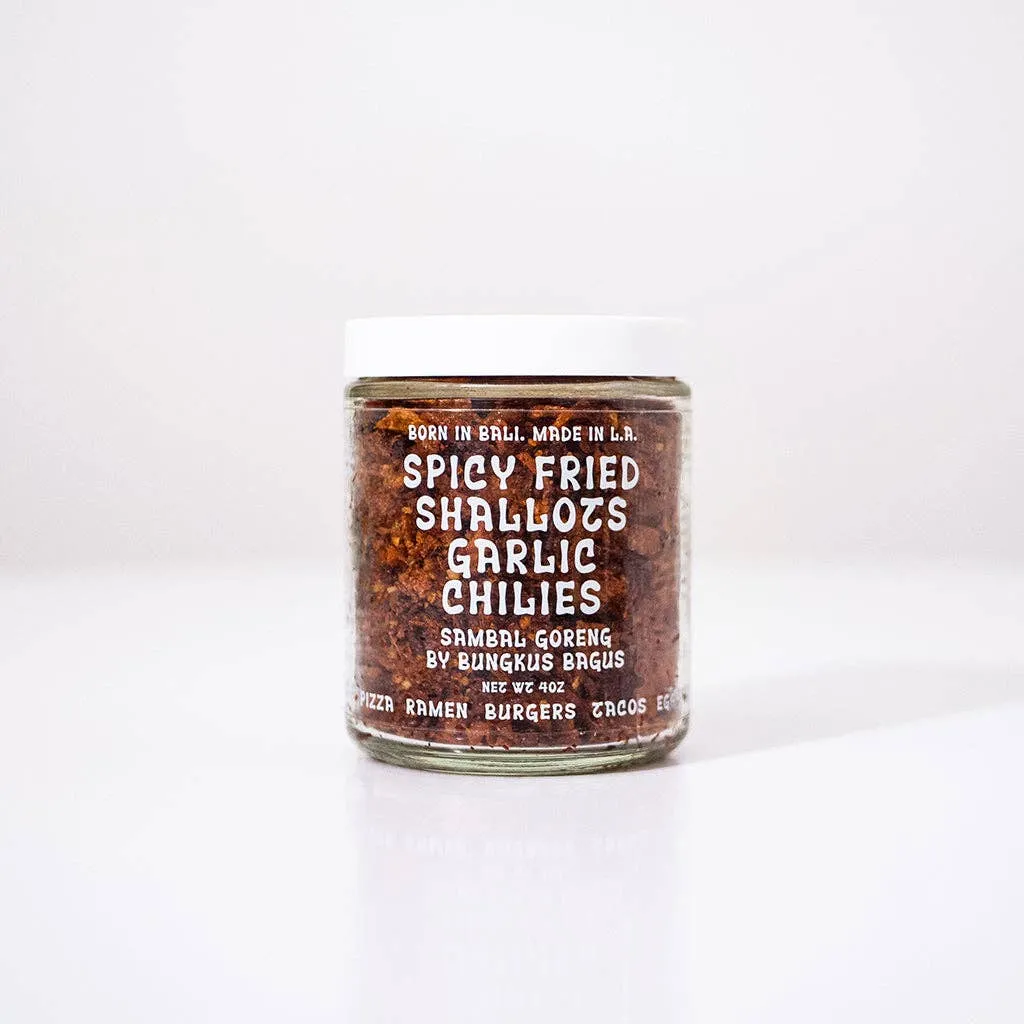 BORN IN BALI. MADE IN L.A.
SPICY FRIED
SHALLOTS
GARLIC
CHILIES
SAMBAL GORENG
BY BUNGKUS BAGUS
NET WT 4OZ
PIZZA RAMEN BURGERS TACOS